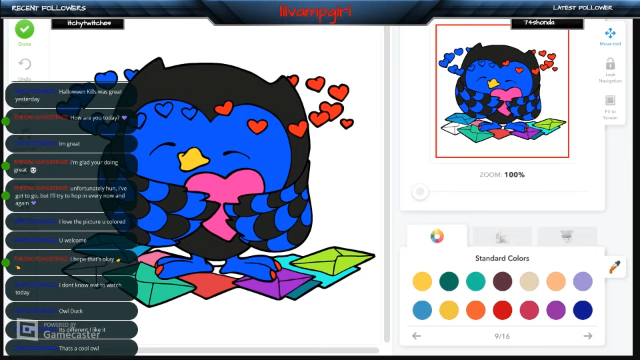 RECENT FOLLOWERS
lilvampgirl
LATEST FOLLOWER
itchytwitch09
74shonda
Done
Undo
Halloween Kills was great
yesterday
How are you today? 💜
Im great
I'm glad your doing
great
unfortunately hun, I've
got to go, but I'll try to hop in every now and
again 💜
I love the picture u colored
U welcome
I hope that's okay
I dont know wat to watch
today
Owl Duck
Its different I like it
Thats a cool owl
POWERED BY
Gamecaster
Move tool
Lock
Navigation
Fit to
Screen
ZOOM: 100%
Standard Colors
9/16